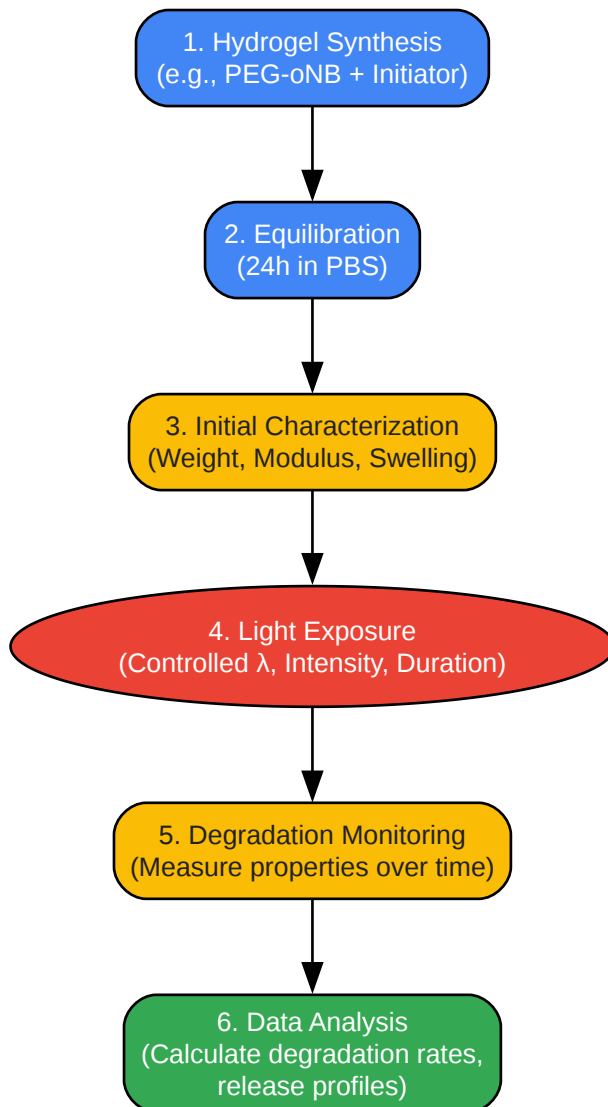 1. Hydrogel Synthesis
(e.g., PEG-oNB + Initiator)
2. Equilibration
(24h in PBS)
3. Initial Characterization
(Weight, Modulus, Swelling)
4. Light Exposure
(Controlled λ, Intensity, Duration)
5. Degradation Monitoring
(Measure properties over time)
6. Data Analysis
(Calculate degradation rates,
release profiles)